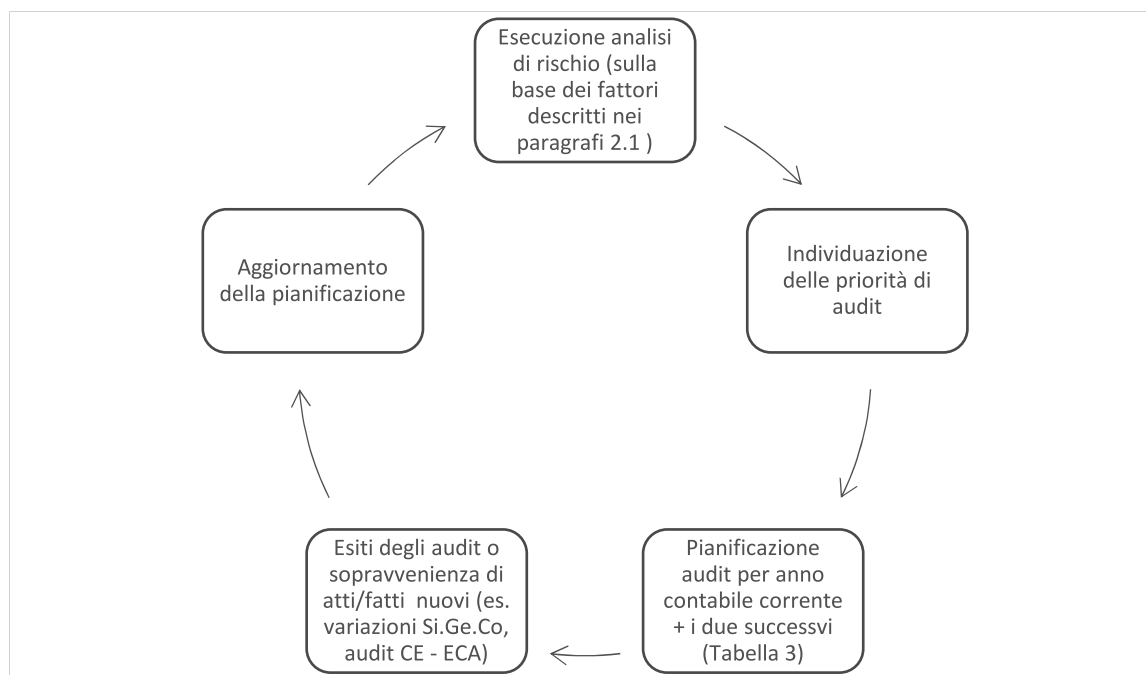 Esecuzione analisi
di rischio (sulla
base dei fattori
descritti nei
paragrafi 2.1 )
Individuazione
delle priorità di
audit
Pianificazione
audit per anno
contabile corrente
+ i due successvi
(Tabella 3)
Esiti degli audit o
sopravvenienza di
atti/fatti  nuovi (es.
variazioni Si.Ge.Co,
audit CE - ECA)
Aggiornamento
della pianificazione